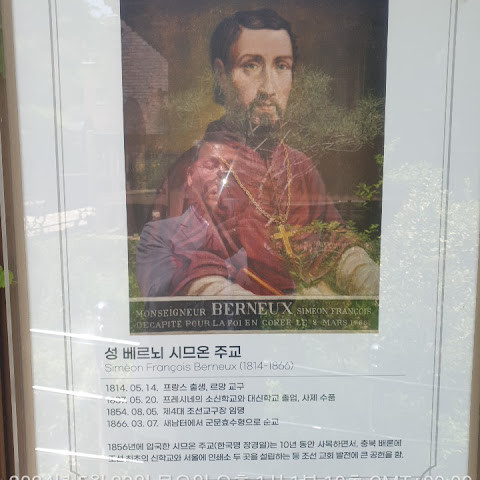 MONSEIGNEUR BERNEUX SIMEON FRANÇOIS
DECAPITÉ POUR LA FOI EN CORÉE LE 8 MARS 1866
성 베르뇌 시므온 주교
Siméon François Berneux (1814-1866)
1814. 05. 14. 프랑스 출생, 르망 교구
1837. 05. 20. 프레시네의 소신학교와 대신학교 졸업, 사제 수품
1854. 08. 05. 제4대 조선교구장 임명
1866. 03. 07. 새남터에서 군문효수형으로 순교
1856년에 입국한 시므온 주교(한국명 장경일)는 10년 동안 사목하면서, 충북 배론에
조선 최초의 신학교와 서울에 인쇄소 두 곳을 설립하는 등 조선 교회 발전에 큰 공헌을 함.